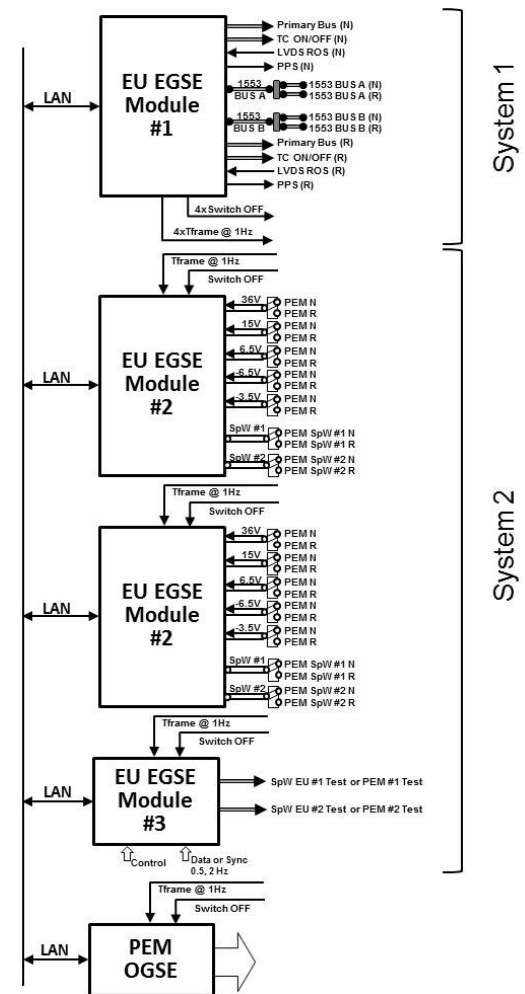 Primary Bus (N)
TC ON/OFF (N)
LVDS ROS (N)
PPS (N)
EU EGSE
Module
#1
LAN
1553
BUS A
1553 BUS A (N)
1553 BUS A (R)
1553
BUS B
1553 BUS B (N)
1553 BUS B (R)
Primary Bus (R)
TC ON/OFF (R)
LVDS ROS (R)
PPS (R)
4xSwitch OFF
4xTframe @ 1Hz
System 1
Tframe @ 1Hz
Switch OFF
EU EGSE
Module
#2
LAN
36V
PEM N
PEM R
15V
PEM N
PEM R
6.5V
PEM N
PEM R
-6.5V
PEM N
PEM R
-3.5V
PEM N
PEM R
SpW #1
PEM SpW #1 N
PEM SpW #1 R
SpW #2
PEM SpW #2 N
PEM SpW #2 R
System 2
Tframe @ 1Hz
Switch OFF
EU EGSE
Module
#2
LAN
36V
PEM N
PEM R
15V
PEM N
PEM R
6.5V
PEM N
PEM R
-6.5V
PEM N
PEM R
-3.5V
PEM N
PEM R
SpW #1
PEM SpW #1 N
PEM SpW #1 R
SpW #2
PEM SpW #2 N
PEM SpW #2 R
Tframe @ 1Hz
Switch OFF
EU EGSE
Module
#3
LAN
SpW EU #1 Test or PEM #1 Test
SpW EU #2 Test or PEM #2 Test
Control
Data or Sync
0.5, 2 Hz
Tframe @ 1Hz
Switch OFF
PEM
OGSE
LAN